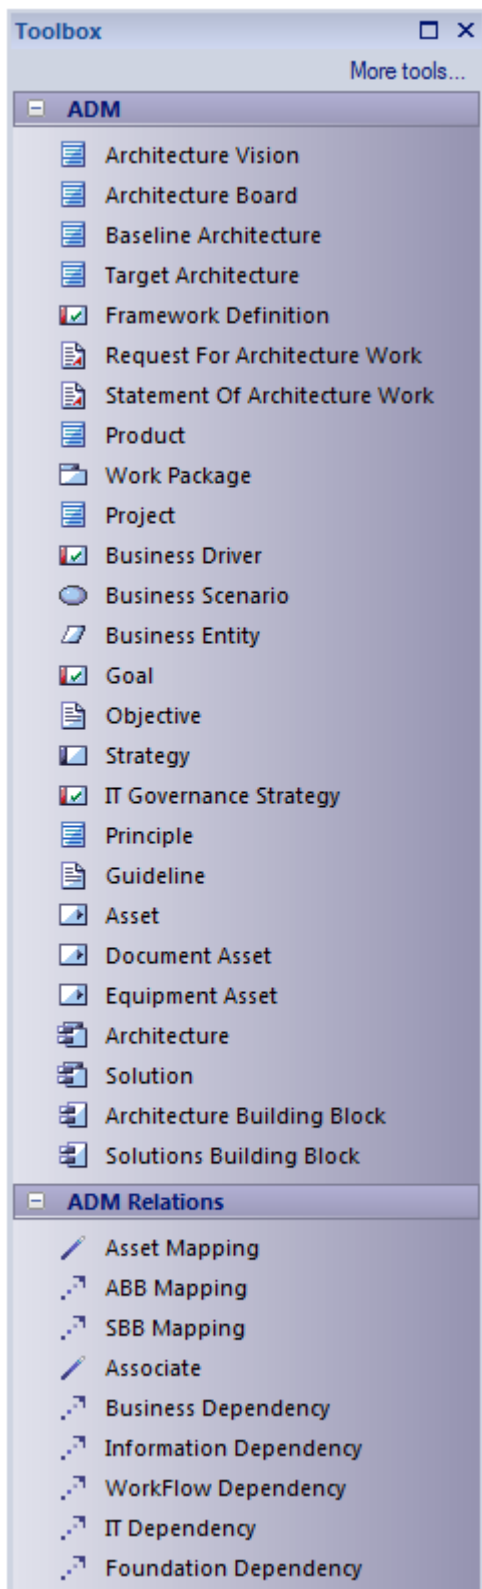 Toolbox
More tools...
ADM
Architecture Vision
Architecture Board
Baseline Architecture
Target Architecture
Framework Definition
Request For Architecture Work
Statement Of Architecture Work
Product
Work Package
Project
Business Driver
Business Scenario
Business Entity
Goal
Objective
Strategy
IT Governance Strategy
Principle
Guideline
Asset
Document Asset
Equipment Asset
Architecture
Solution
Architecture Building Block
Solutions Building Block
ADM Relations
Asset Mapping
ABB Mapping
SBB Mapping
Associate
Business Dependency
Information Dependency
WorkFlow Dependency
IT Dependency
Foundation Dependency